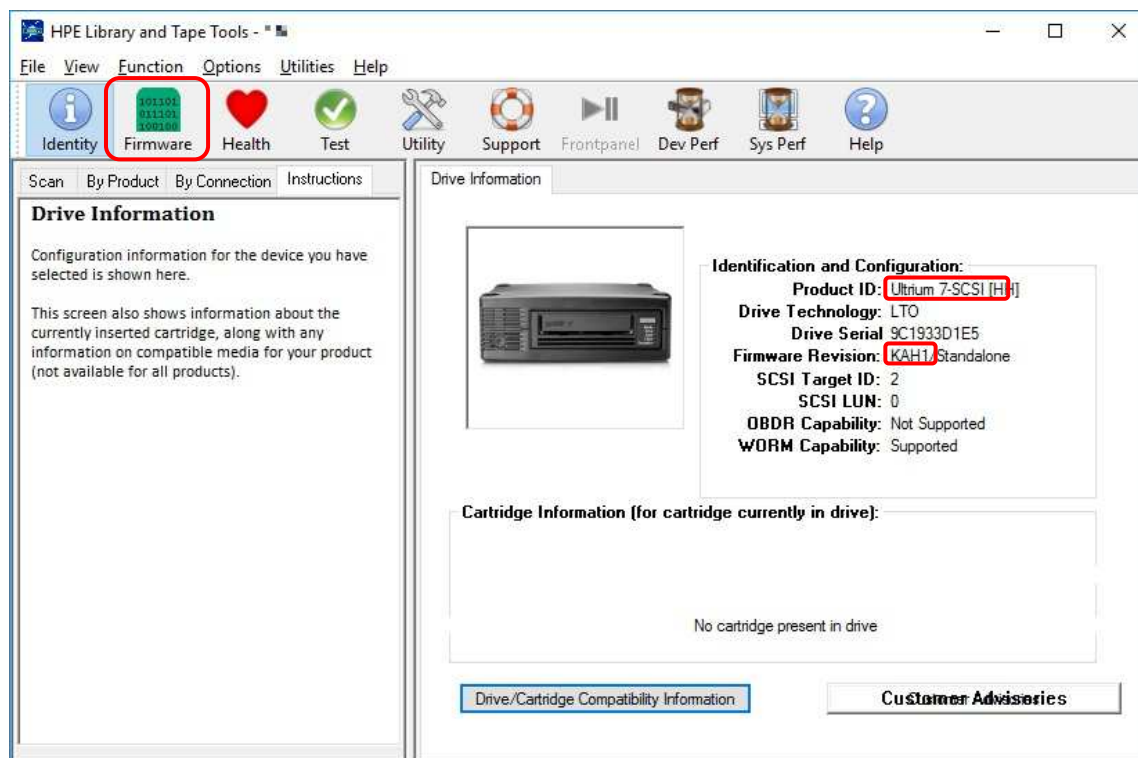 HPE Library and Tape Tools -
File View Function Options Utilities Help
101101
011101
100100
Identity Firmware Health Test Utility Support Frontpanel Dev Perf Sys Perf Help
Scan By Product By Connection Instructions
Drive Information
Configuration information for the device you have
selected is shown here.
This screen also shows information about the
currently inserted cartridge, along with any
information on compatible media for your product
(not available for all products).
Drive Information
Identification and Configuration:
Product ID: Ultrium 7-SCSI [HH]
Drive Technology: LTO
Drive Serial 9C1933D1E5
Firmware Revision: KAH1/Standalone
SCSI Target ID: 2
SCSI LUN: 0
OBDR Capability: Not Supported
WORM Capability: Supported
Cartridge Information (for cartridge currently in drive):
No cartridge present in drive
Drive/Cartridge Compatibility Information
Customer Advisories